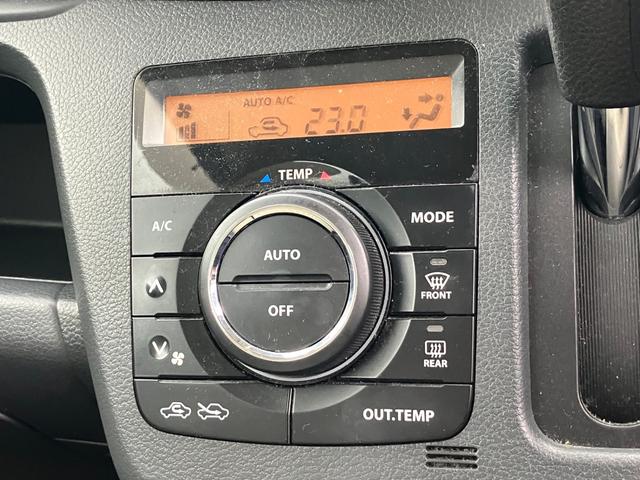 AUTO A/C
23.0
TEMP
A/C
MODE
AUTO
OFF
FRONT
REAR
OUT.TEMP